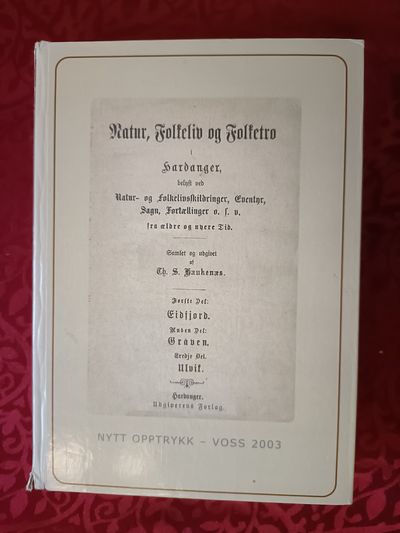 Natur, Folkeliv og Folketro
i
Hardanger,
belyst ved
Natur- og Folkelivsskildringer, Eventyr,
Sagn, Fortællinger o. s. v.
fra ældre og nyere Tid.
Samlet og udgivet
af
Th. S. Haukenæs.
Første Del:
Eidfjord.
Anden Del:
Graven.
Tredje Del.
Ulvik.
Hardanger.
Udgiverens Forlag.
NYTT OPPTRYKK – VOSS 2003